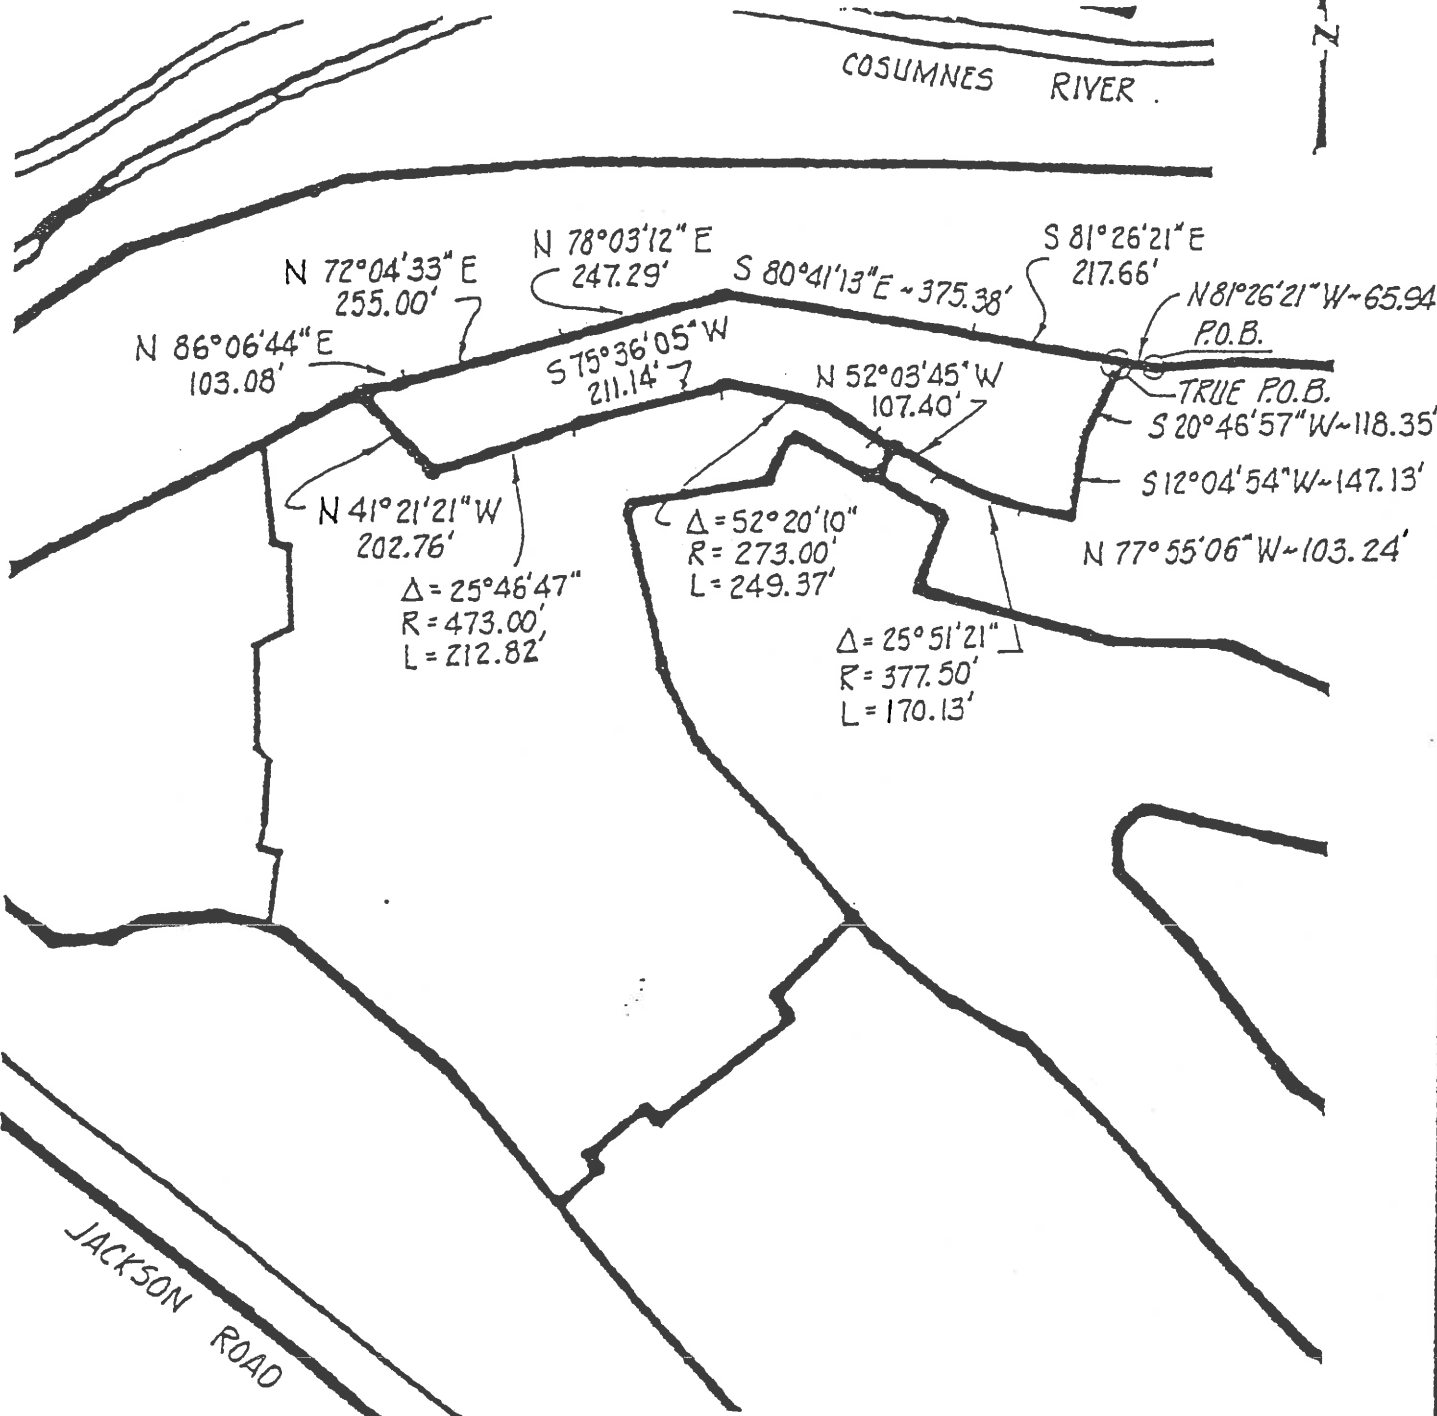 N
COSUMNES RIVER
N 78°03'12" E
247.29'
S 81°26'21" E
217.66'
N 72°04'33" E
255.00'
S 80°41'13" E ~ 375.38'
N 81°26'21" W ~ 65.94
P.O.B.
N 86°06'44" E
103.08'
S 75°36'05" W
211.14'
N 52°03'45" W
107.40'
TRUE P.O.B.
S 20°46'57" W ~ 118.35'
S 12°04'54" W ~ 147.13'
N 41°21'21" W
202.76'
Δ = 52°20'10"
R = 273.00'
L = 249.37'
N 77°55'06" W ~ 103.24'
Δ = 25°46'47"
R = 473.00'
L = 212.82'
Δ = 25°51'21"
R = 377.50'
L = 170.13'
JACKSON ROAD